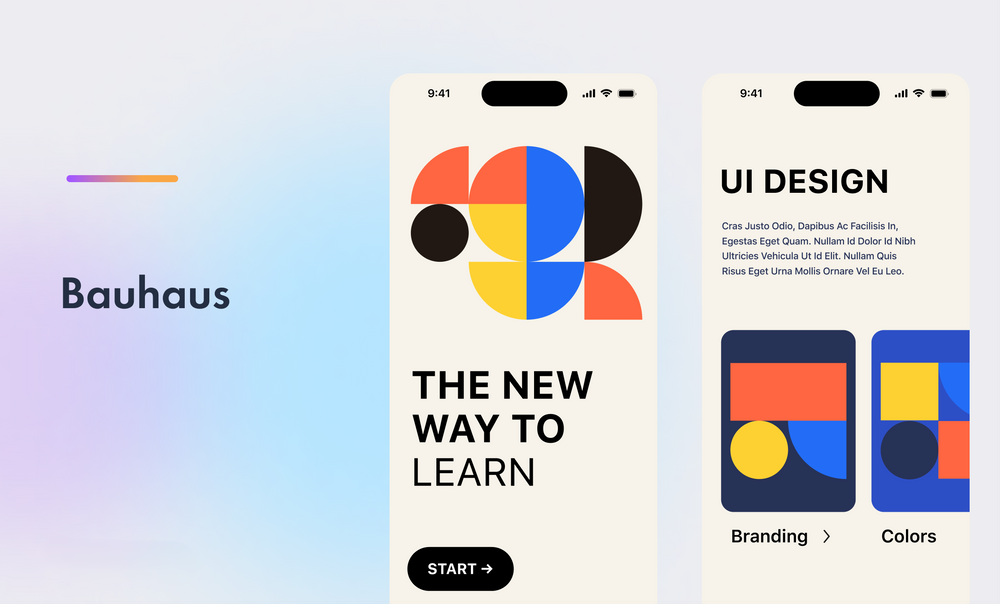 Bauhaus
9:41
THE NEW
WAY TO
LEARN
START →
9:41
UI DESIGN
Cras Justo Odio, Dapibus Ac Facilisis In,
Egestas Eget Quam. Nullam Id Dolor Id Nibh
Ultricies Vehicula Ut Id Elit. Nullam Quis
Risus Eget Urna Mollis Ornare Vel Eu Leo.
Branding
Colors